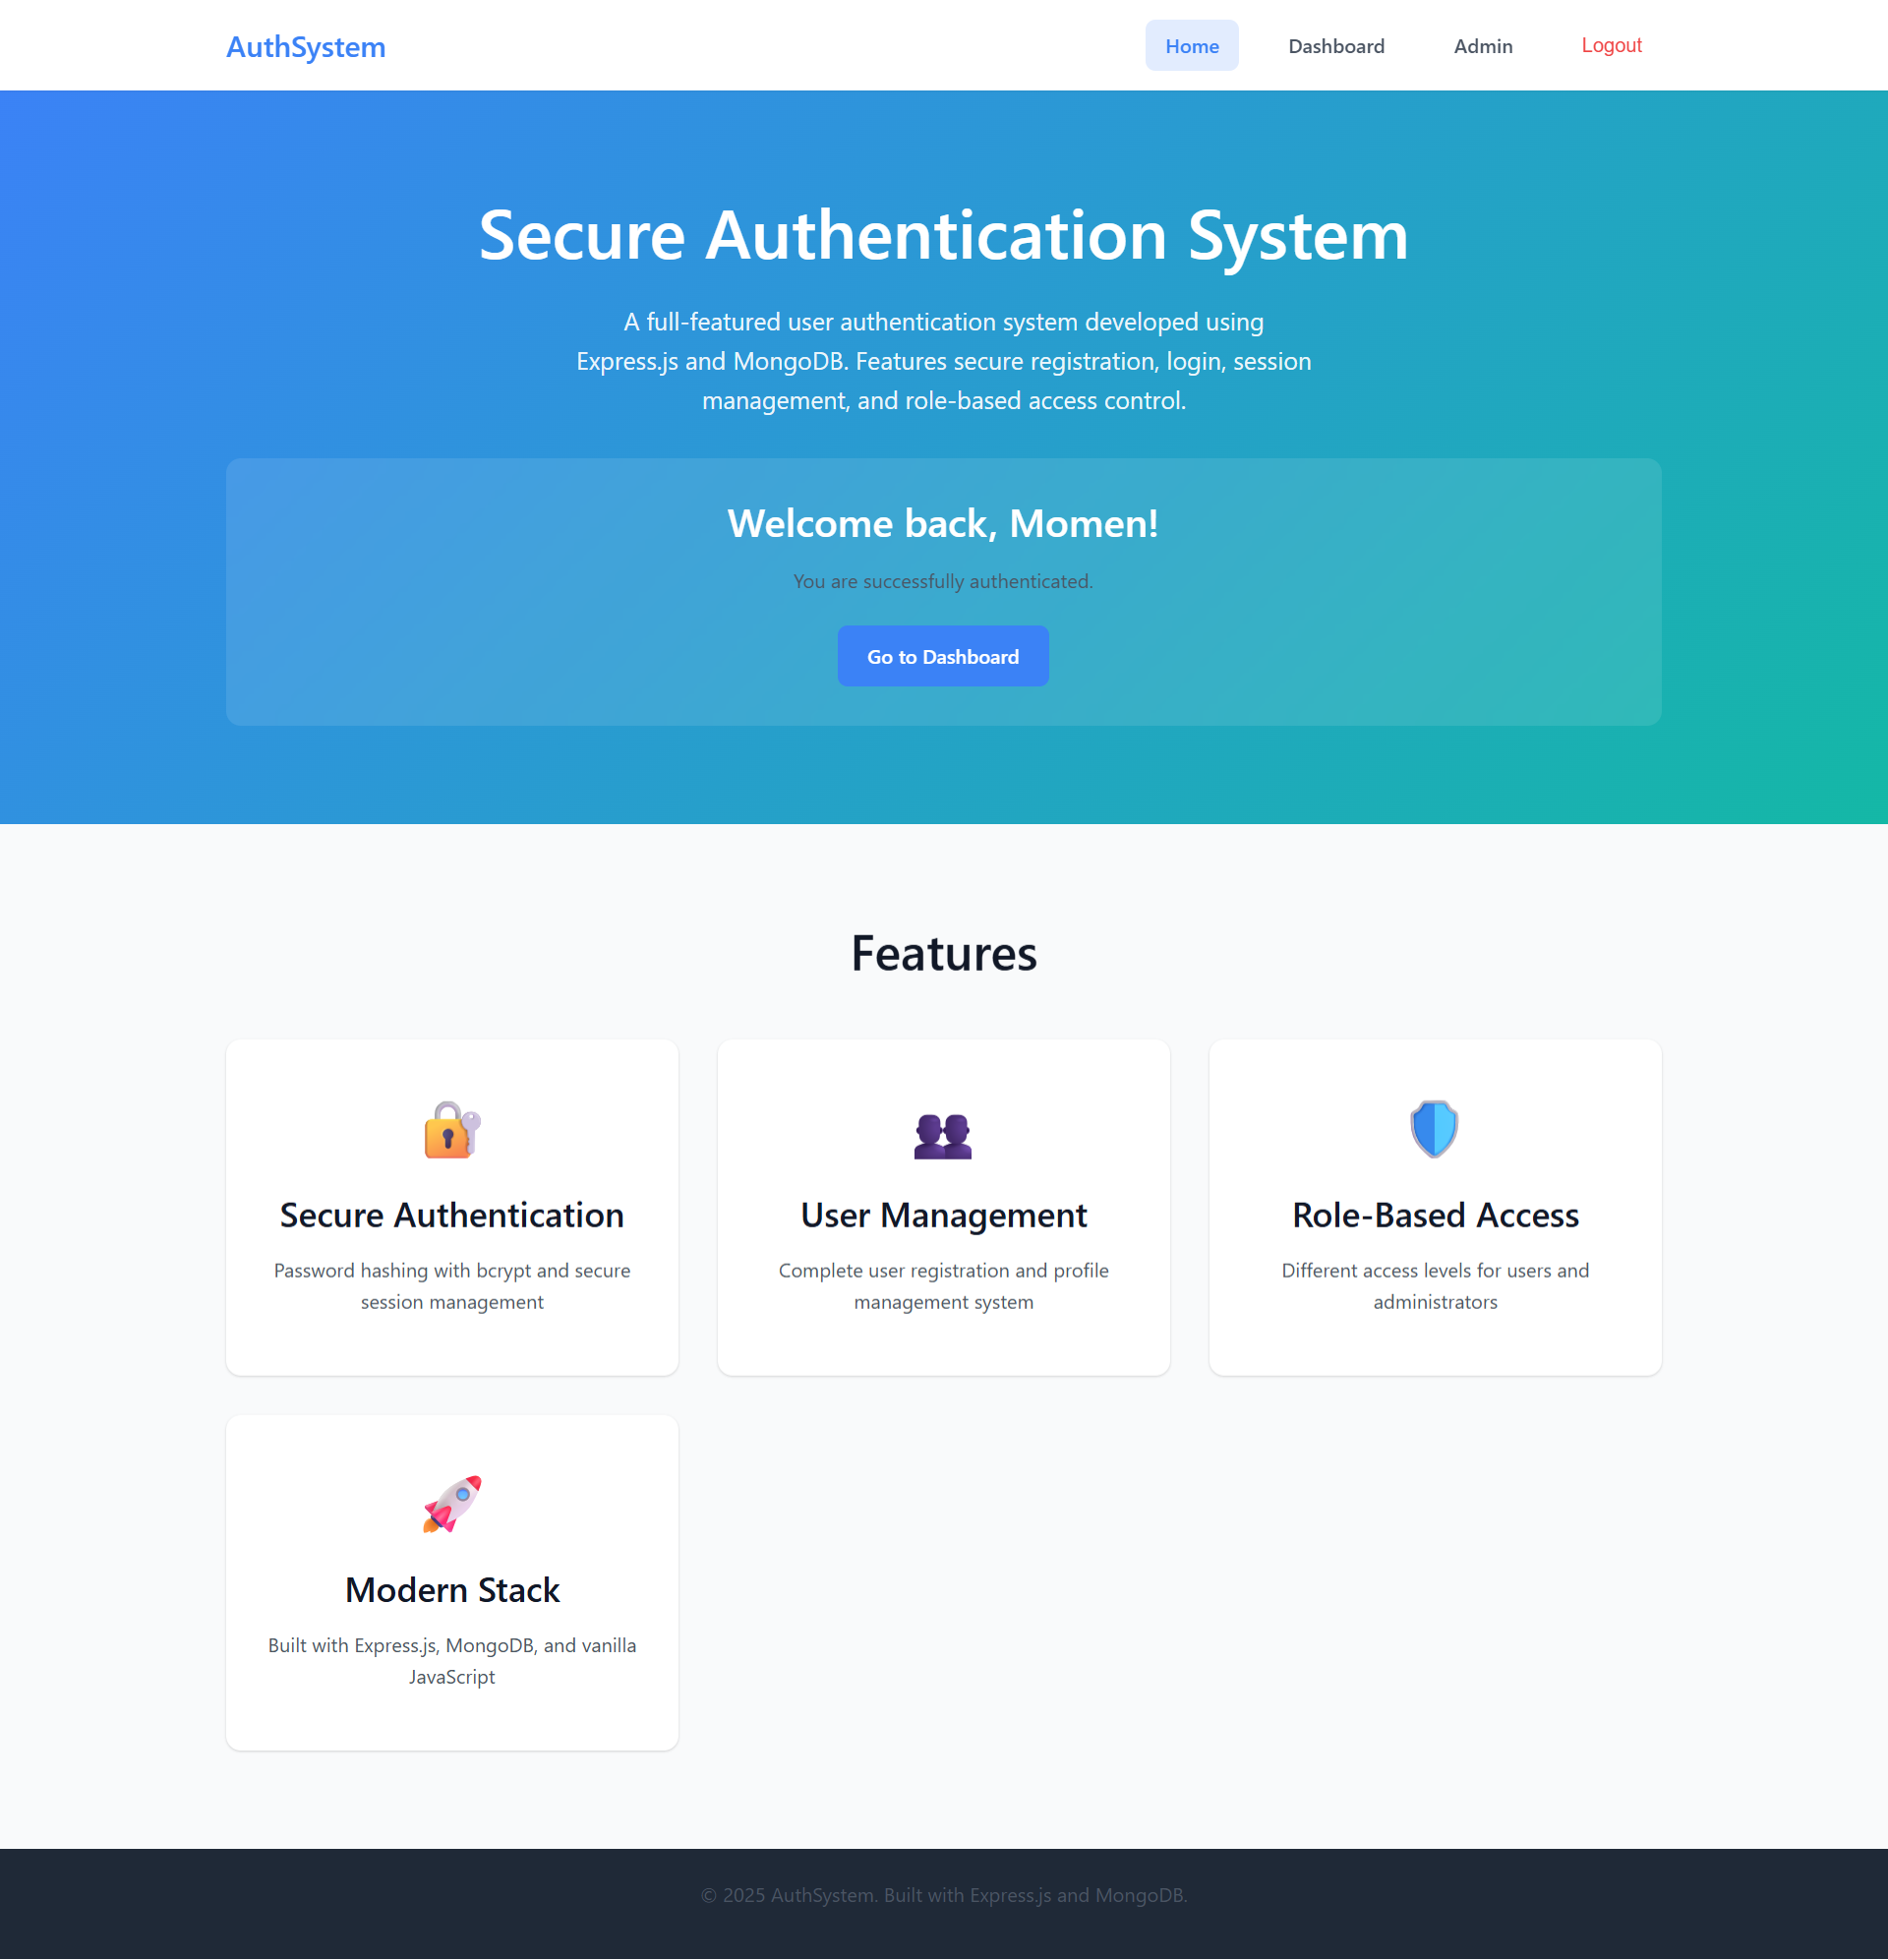 AuthSystem
Home
Dashboard
Admin
Logout
Secure Authentication System
A full-featured user authentication system developed using
Express.js and MongoDB. Features secure registration, login, session
management, and role-based access control.
Welcome back, Momen!
You are successfully authenticated.
Go to Dashboard
Features
Secure Authentication
Password hashing with bcrypt and secure
session management
User Management
Complete user registration and profile
management system
Role-Based Access
Different access levels for users and
administrators
Modern Stack
Built with Express.js, MongoDB, and vanilla
JavaScript
© 2025 AuthSystem. Built with Express.js and MongoDB.